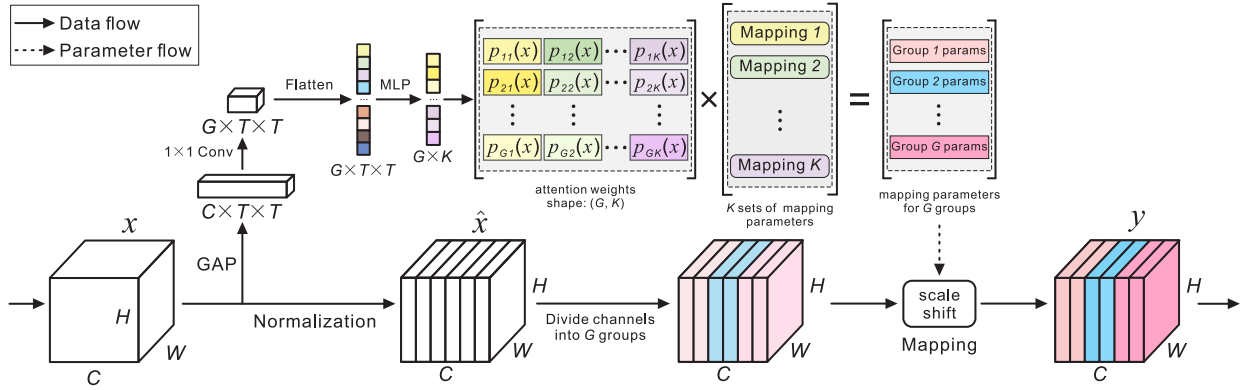 Data flow
Parameter flow
G×T×T
1×1 Conv
C×T×T
GAP
Flatten
G×T×T
MLP
G×K
p11(x) p12(x) ··· p1K(x)
p21(x) p22(x) ··· p2K(x)
⋮ ⋮ ⋮
pG1(x) pG2(x) ··· pGK(x)
attention weights
shape: (G, K)
×
Mapping 1
Mapping 2
⋮
Mapping K
K sets of mapping
parameters
=
Group 1 params
Group 2 params
⋮
Group G params
mapping parameters
for G groups
x
H
W
C
Normalization
x̂
H
W
C
Divide channels
into G groups
H
W
C
scale
shift
Mapping
y
H
W
C